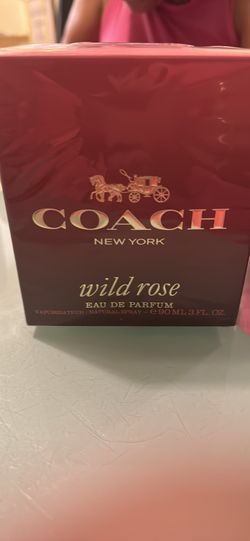 COACH
NEW YORK
wild rose
EAU DE PARFUM
VAPORISATEUR | NATURAL SPRAY - ℮ 90 ML 3 FL. OZ.